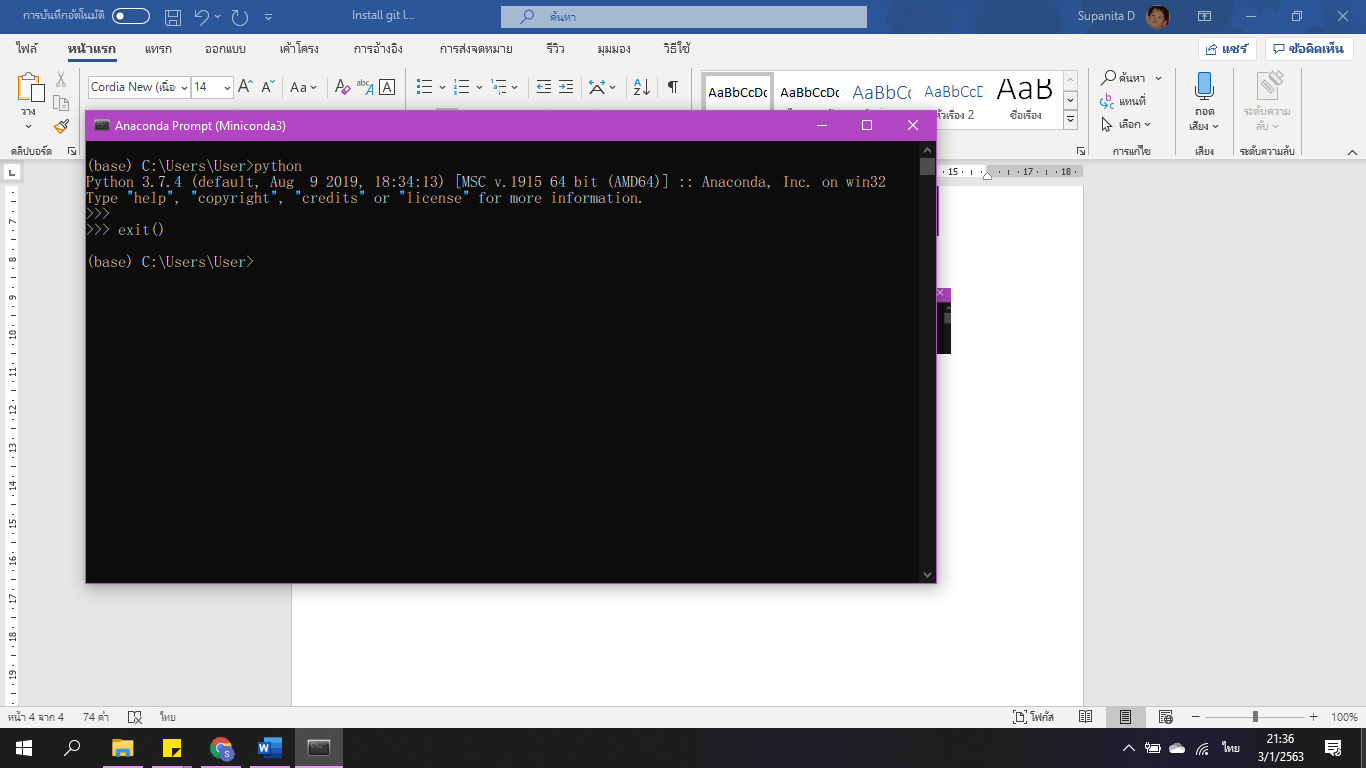 การบันทึกอัตโนมัติ
Install git l...
ค้นหา
Supanita D
ไฟล์ หน้าแรก แทรก ออกแบบ เค้าโครง การอ้างอิง การส่งจดหมาย รีวิว มุมมอง วิธีใช้ แชร์ ข้อคิดเห็น
วาง
คลิปบอร์ด
Cordia New (เนื้อ 14
AaBbCcDc AaBbCcDc AaBbCc AaBbCcD AaB
หัวเรื่อง 2 ชื่อเรื่อง
ค้นหา
แทนที่
เลือก
การแก้ไข
ถอด
เสียง
เสียง
ระดับความ
ลับ
ระดับความลับ
Anaconda Prompt (Miniconda3)
(base) C:\Users\User>python
Python 3.7.4 (default, Aug  9 2019, 18:34:13) [MSC v.1915 64 bit (AMD64)] :: Anaconda, Inc. on win32
Type "help", "copyright", "credits" or "license" for more information.
>>>
>>> exit()
(base) C:\Users\User>
15 17 18
7
8
9
10
11
12
13
14
15
16
17
18
19
หน้า 4 จาก 4 74 คำ ไทย โฟกัส 100%
ไทย
21:36
3/1/2563